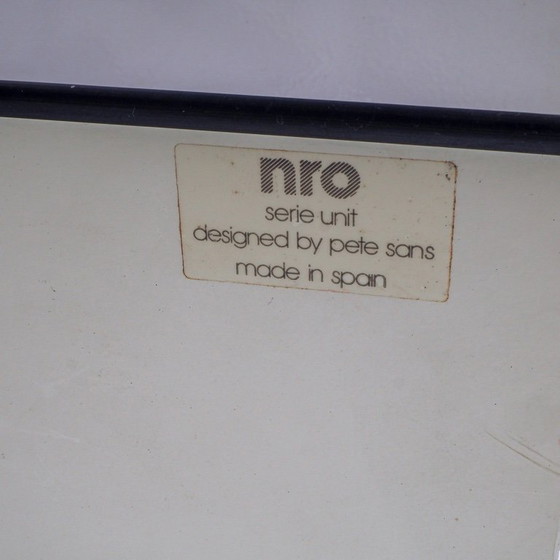 nro
serie unit
designed by pete sans
made in spain